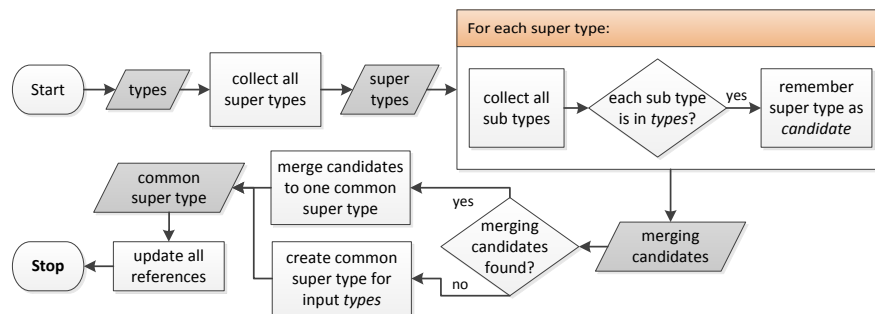 For each super type:
Start
types
collect all
super types
super
types
collect all
sub types
each sub type
is in types?
yes
remember
super type as
candidate
common
super type
merge candidates
to one common
super type
yes
merging
candidates
found?
merging
candidates
Stop
update all
references
create common
super type for
input types
no